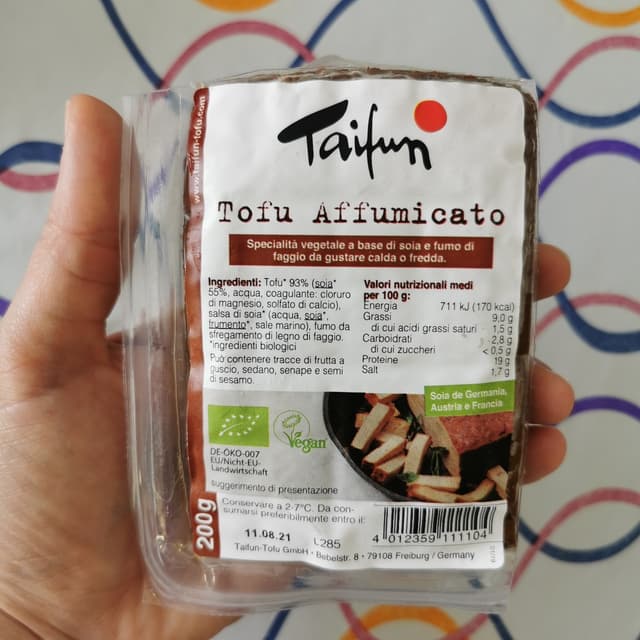 www.taifun-tofu.com
Taifun
Tofu Affumicato
Specialità vegetale a base di soia e fumo di
faggio da gustare calda o fredda.
Ingredienti: Tofu* 93% (soia*
55%, acqua, coagulante: cloruro
di magnesio, solfato di calcio),
salsa di soia* (acqua, soia*,
frumento*, sale marino), fumo da
sfregamento di legno di faggio.
*ingredienti biologici
Può contenere tracce di frutta a
guscio, sedano, senape e semi
di sesamo.
Valori nutrizionali medi
per 100 g:
Energia 711 kJ (170 kcal)
Grassi 9,0 g
di cui acidi grassi saturi 1,5 g
Carboidrati 2,8 g
di cui zuccheri < 0,5 g
Proteine 19 g
Salt 1,7 g
Soia de Germania,
Austria e Francia
Vegan
DE-ÖKO-007
EU/Nicht-EU-
Landwirtschaft
suggerimento di presentazione
200g
Conservare a 2-7°C. Da con-
sumarsi preferibilmente entro il:
11.08.21 L285
4 012359 111104
Taifun-Tofu GmbH · Bebelstr. 8 · 79108 Freiburg / Germany